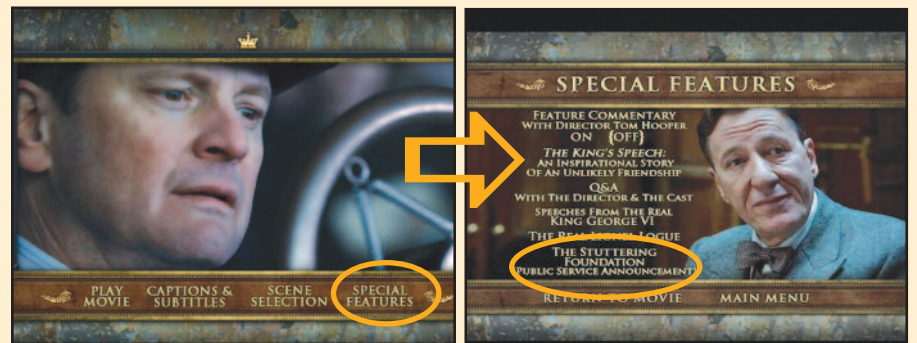 PLAY
MOVIE
CAPTIONS &
SUBTITLES
SCENE
SELECTION
SPECIAL
FEATURES
SPECIAL FEATURES
FEATURE COMMENTARY
WITH DIRECTOR TOM HOOPER
ON {OFF}
THE KING'S SPEECH:
AN INSPIRATIONAL STORY
OF AN UNLIKELY FRIENDSHIP
Q&A
WITH THE DIRECTOR & THE CAST
SPEECHES FROM THE REAL
KING GEORGE VI
THE REAL LIONEL LOGUE
THE STUTTERING
FOUNDATION
PUBLIC SERVICE ANNOUNCEMENT
RETURN TO MOVIE MAIN MENU